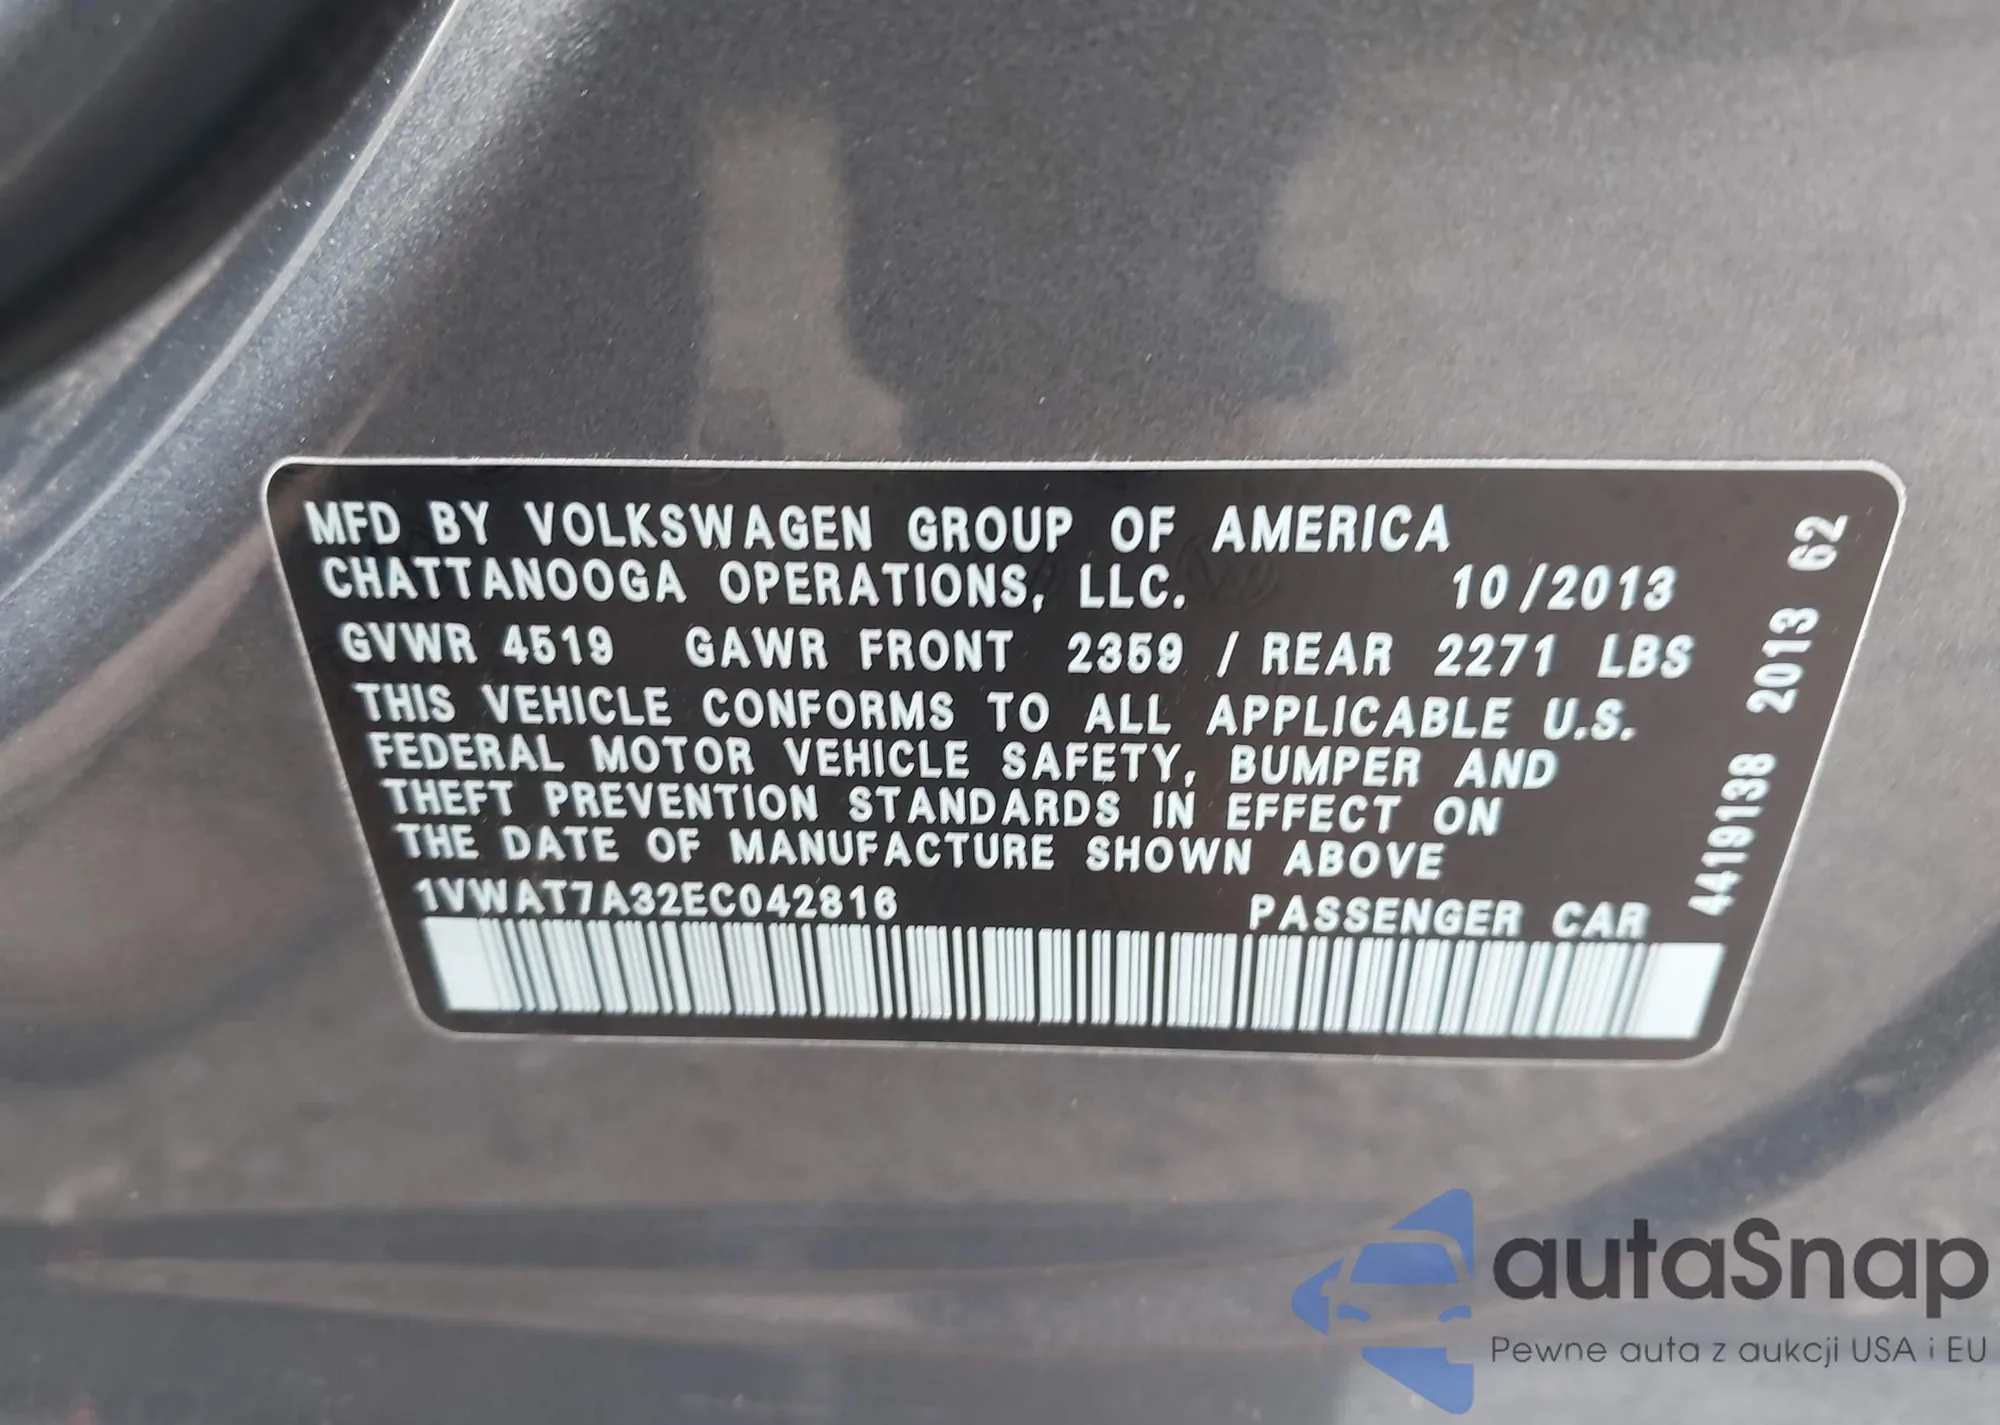 MFD BY VOLKSWAGEN GROUP OF AMERICA
CHATTANOOGA OPERATIONS, LLC. 10/2013
GVWR 4519 GAWR FRONT 2359 / REAR 2271 LBS
THIS VEHICLE CONFORMS TO ALL APPLICABLE U.S.
FEDERAL MOTOR VEHICLE SAFETY, BUMPER AND
THEFT PREVENTION STANDARDS IN EFFECT ON
THE DATE OF MANUFACTURE SHOWN ABOVE
1VWAT7A32EC042816 PASSENGER CAR
4419138 2013 62
autaSnap
Pewne auta z aukcji USA i EU